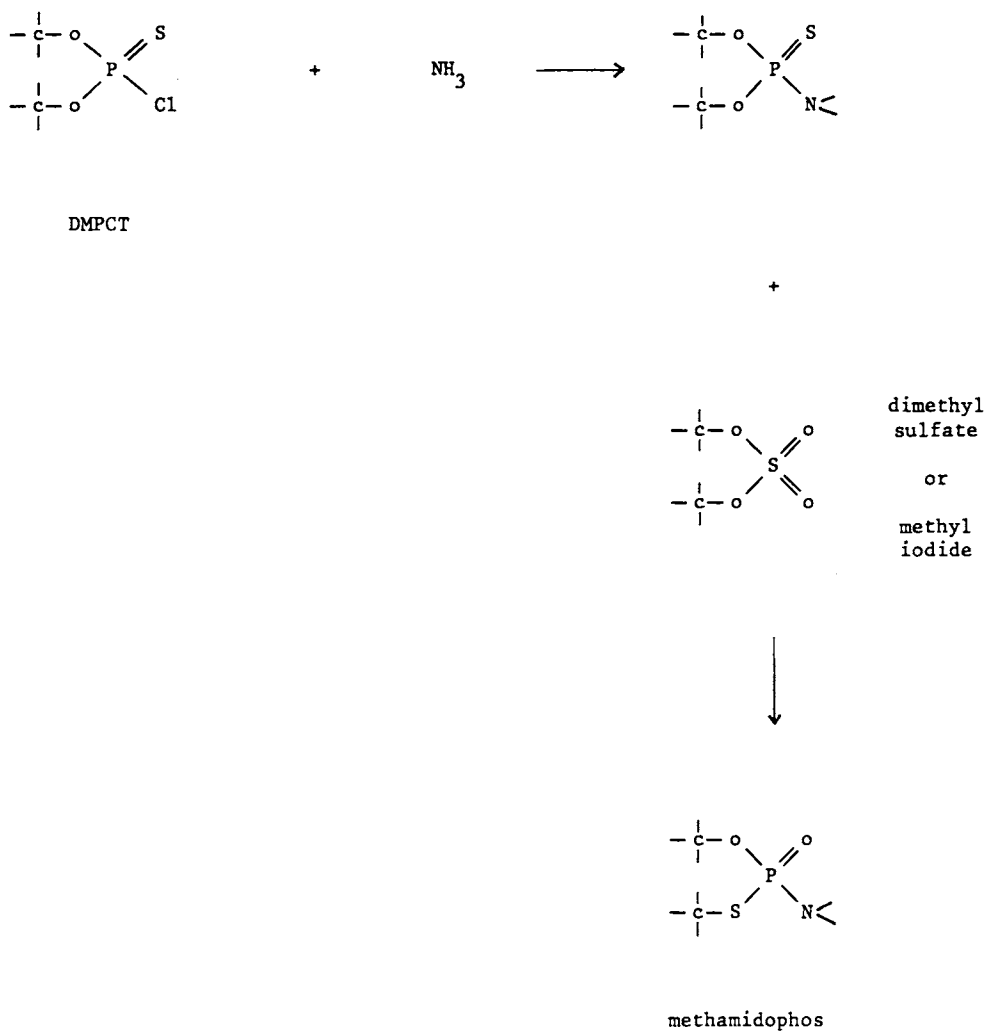 C O S
P + NH3
C O Cl
C O S
P
C O N
DMPCT
+
C O O
S
C O O
dimethyl
sulfate
or
methyl
iodide
C O O
P
C S N
methamidophos